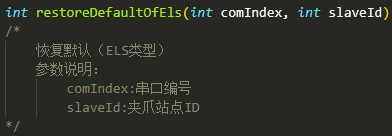 int restoreDefaultOfEls(int comIndex, int slaveId)
/*
恢复默认（ELS类型）
参数说明：
comIndex:串口编号
slaveId:夹爪站点ID
*/